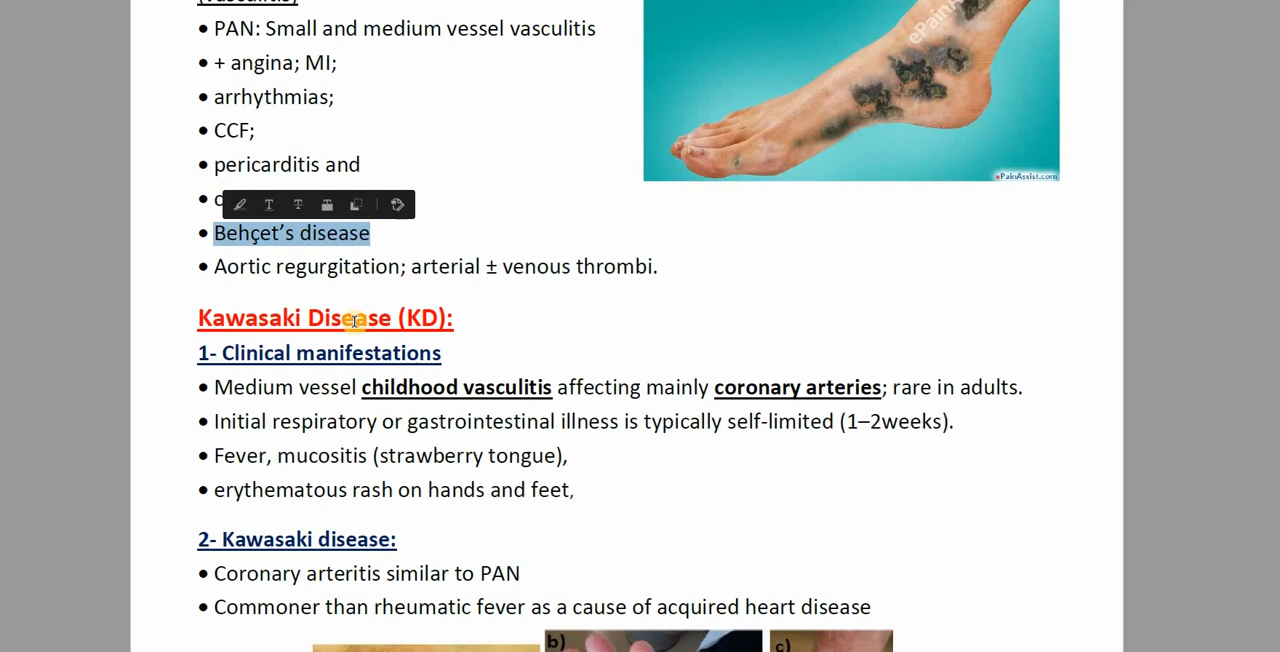 (Vasculitis)
• PAN: Small and medium vessel vasculitis
• + angina; MI;
• arrhythmias;
• CCF;
• pericarditis and
• Behçet’s disease
• Aortic regurgitation; arterial ± venous thrombi.
ePainAssist.com
Kawasaki Disease (KD):
1- Clinical manifestations
• Medium vessel childhood vasculitis affecting mainly coronary arteries; rare in adults.
• Initial respiratory or gastrointestinal illness is typically self-limited (1–2weeks).
• Fever, mucositis (strawberry tongue),
• erythematous rash on hands and feet,
2- Kawasaki disease:
• Coronary arteritis similar to PAN
• Commoner than rheumatic fever as a cause of acquired heart disease
b)
c)